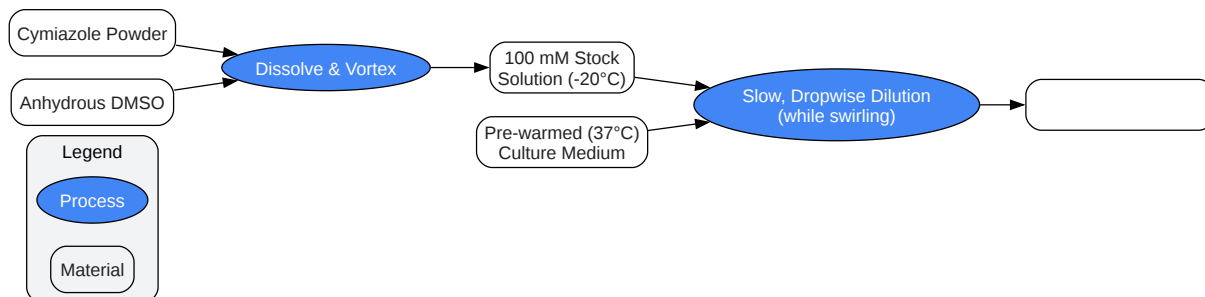 Cymiazole Powder
Anhydrous DMSO
Dissolve & Vortex
100 mM Stock
Solution (-20°C)
Pre-warmed (37°C)
Culture Medium
Slow, Dropwise Dilution
(while swirling)
Legend
Process
Material